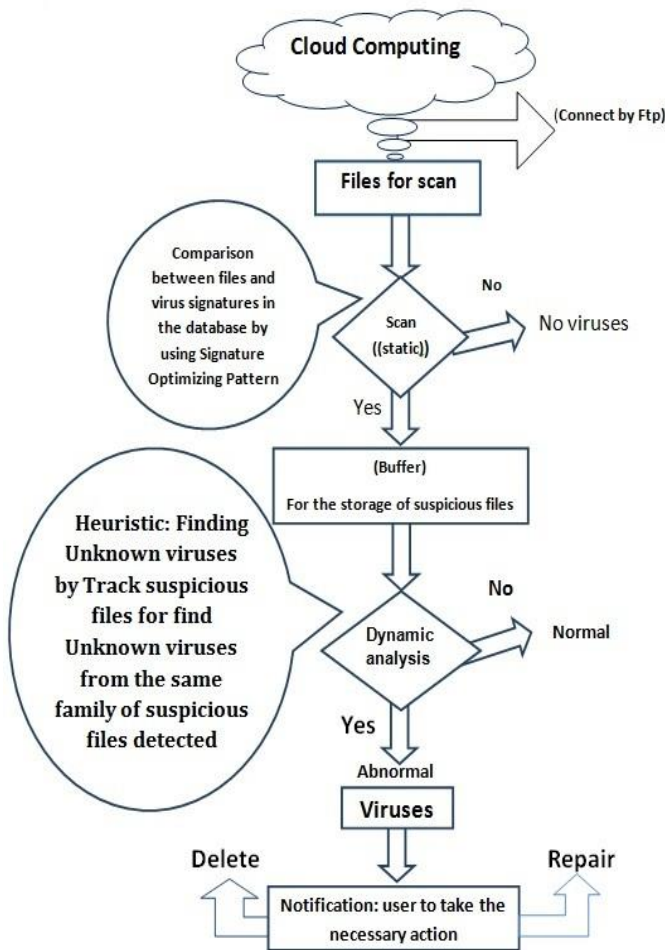 Cloud Computing
(Connect by Ftp)
Files for scan
Comparison
between files and
virus signatures in
the database by
using Signature
Optimizing Pattern
Scan
((static))
No
No viruses
Yes
(Buffer)
For the storage of suspicious files
Heuristic: Finding
Unknown viruses
by Track suspicious
files for find
Unknown viruses
from the same
family of suspicious
files detected
Dynamic
analysis
No
Normal
Yes
Abnormal
Viruses
Delete
Repair
Notification: user to take the
necessary action